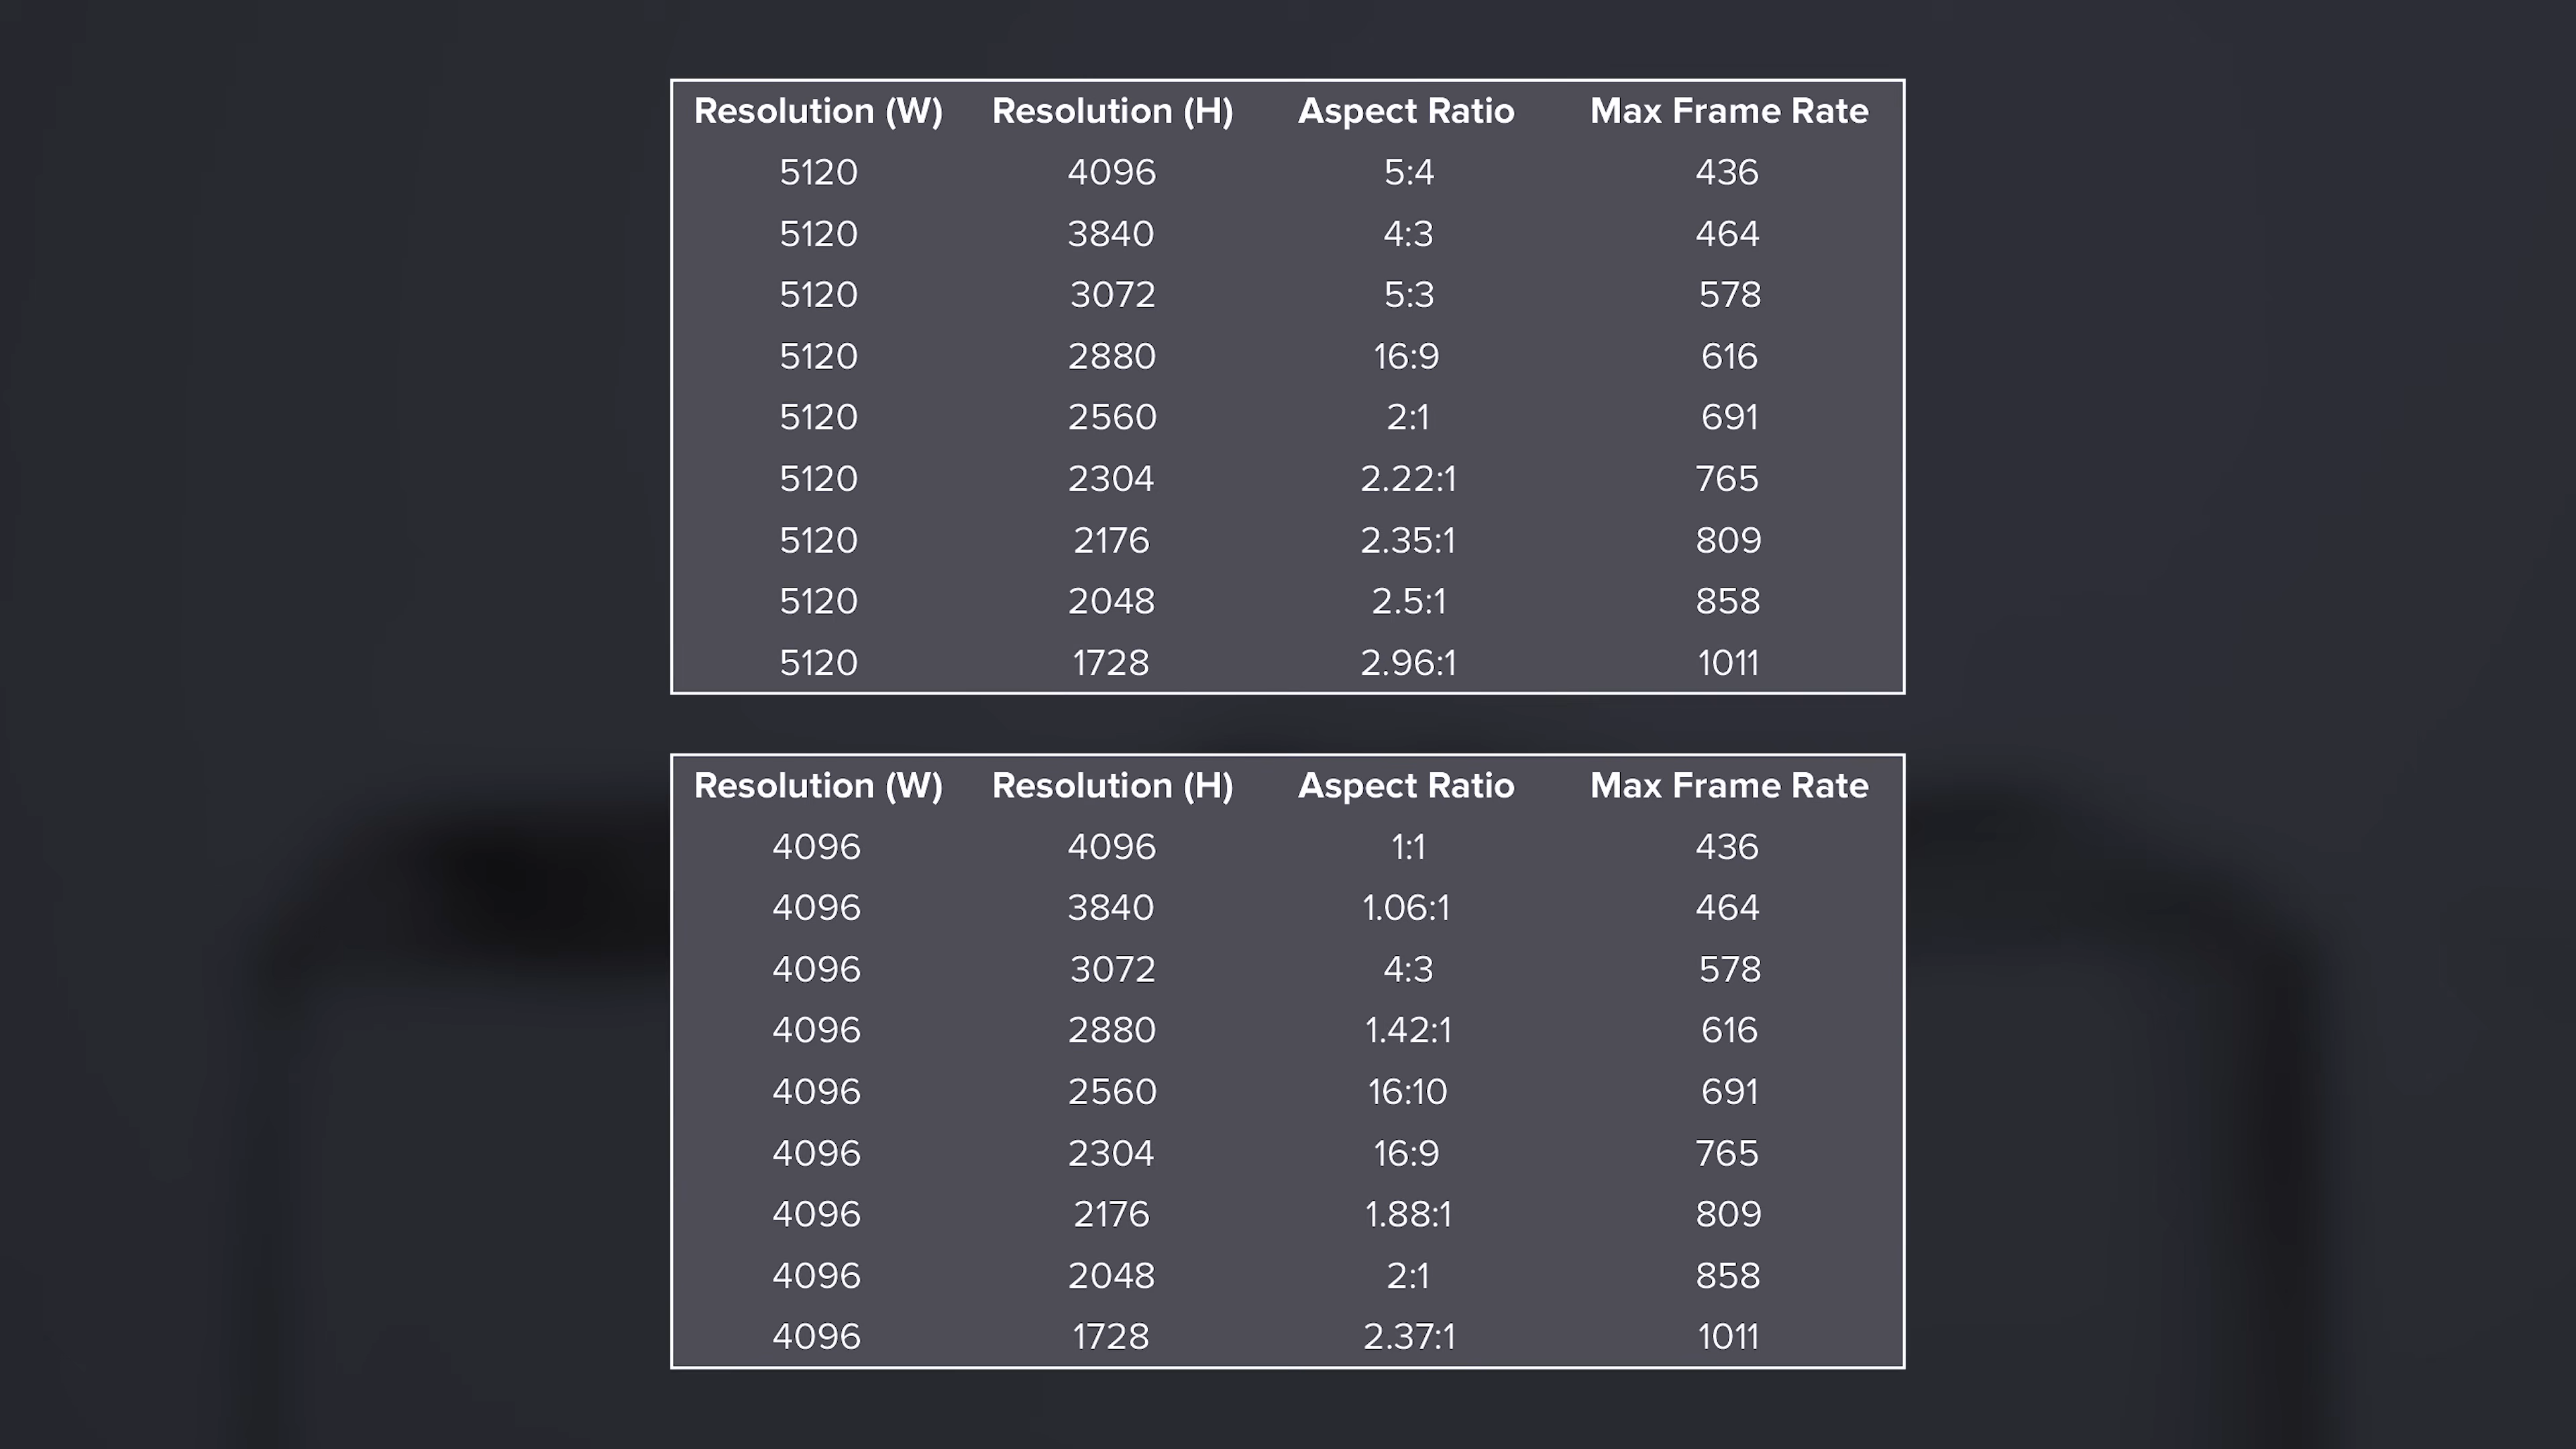 Resolution (W) Resolution (H) Aspect Ratio Max Frame Rate
5120 4096 5:4 436
5120 3840 4:3 464
5120 3072 5:3 578
5120 2880 16:9 616
5120 2560 2:1 691
5120 2304 2.22:1 765
5120 2176 2.35:1 809
5120 2048 2.5:1 858
5120 1728 2.96:1 1011
Resolution (W) Resolution (H) Aspect Ratio Max Frame Rate
4096 4096 1:1 436
4096 3840 1.06:1 464
4096 3072 4:3 578
4096 2880 1.42:1 616
4096 2560 16:10 691
4096 2304 16:9 765
4096 2176 1.88:1 809
4096 2048 2:1 858
4096 1728 2.37:1 1011